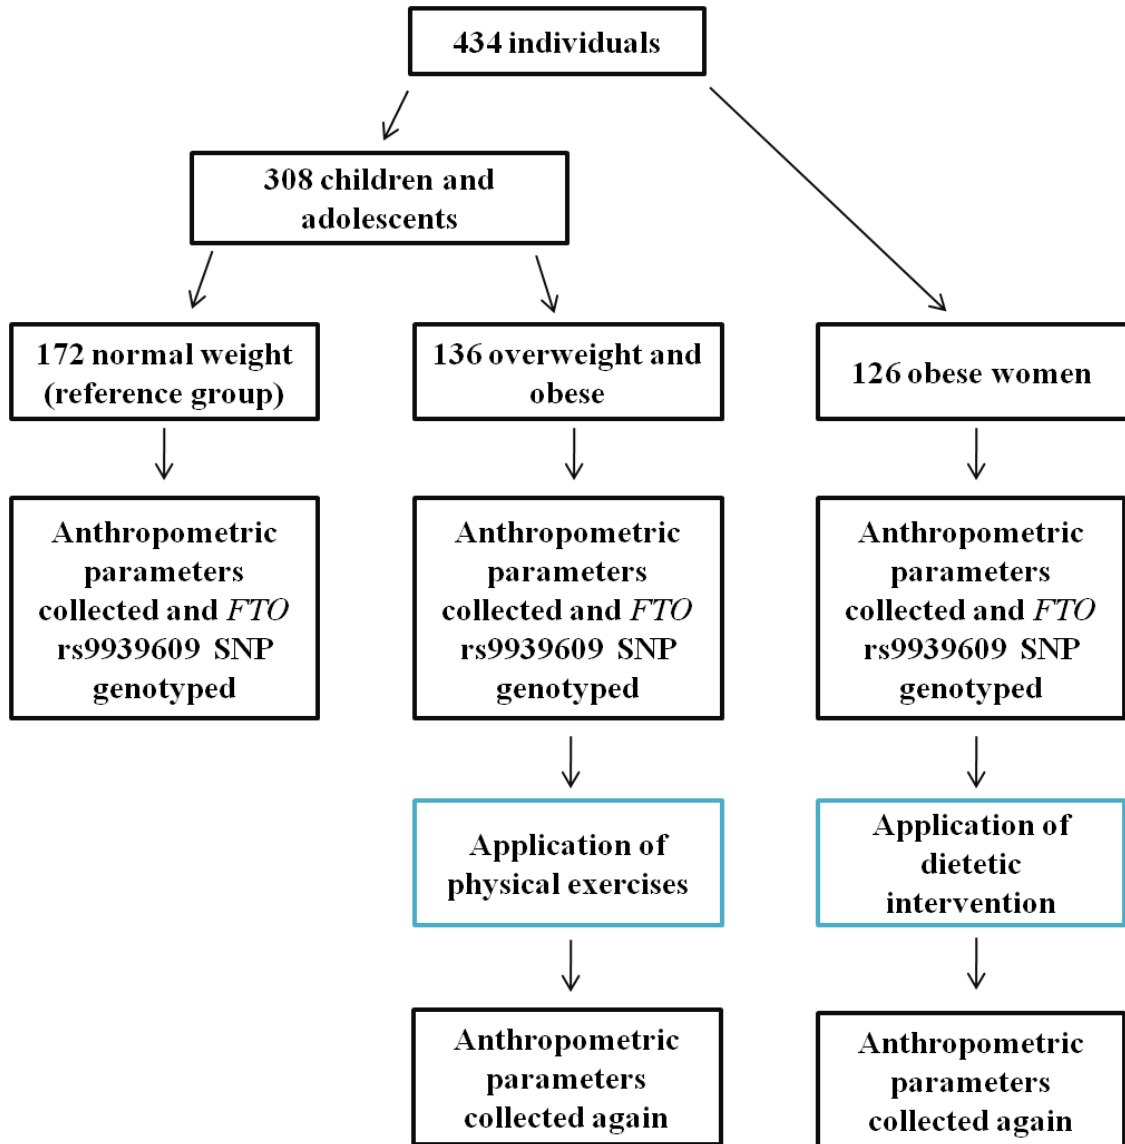 434 individuals
308 children and
adolescents
172 normal weight
(reference group)
136 overweight and
obese
126 obese women
Anthropometric
parameters
collected and FTO
rs9939609 SNP
genotyped
Anthropometric
parameters
collected and FTO
rs9939609 SNP
genotyped
Anthropometric
parameters
collected and FTO
rs9939609 SNP
genotyped
Application of
physical exercises
Application of
dietetic
intervention
Anthropometric
parameters
collected again
Anthropometric
parameters
collected again